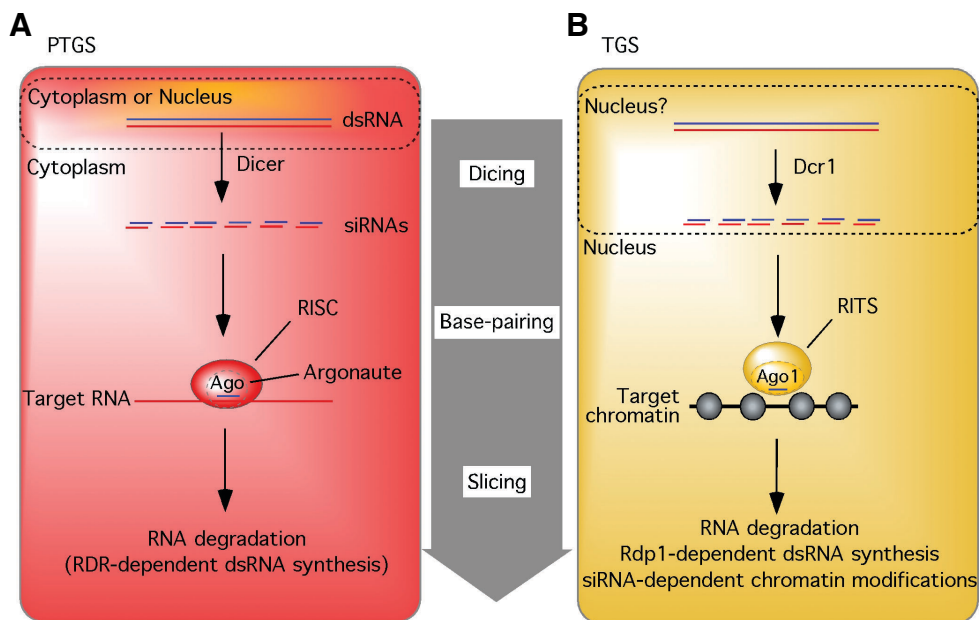 A
PTGS
Cytoplasm or Nucleus
dsRNA
Cytoplasm
Dicer
siRNAs
RISC
Ago
Argonaute
Target RNA
RNA degradation
(RDR-dependent dsRNA synthesis)
Dicing
Base-pairing
Slicing
B
TGS
Nucleus?
Dcr1
Nucleus
RITS
Ago1
Target
chromatin
RNA degradation
Rdp1-dependent dsRNA synthesis
siRNA-dependent chromatin modifications